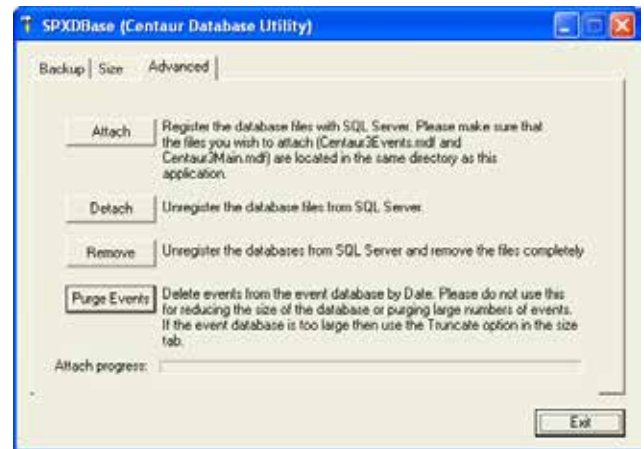 SPXDBase (Centaur Database Utility)
Backup Size Advanced
Attach
Register the database files with SQL Server. Please make sure that
the files you wish to attach (Centaur3Events.mdf and
Centaur3Main.mdf) are located in the same directory as this
application.
Detach
Unregister the database files from SQL Server.
Remove
Unregister the databases from SQL Server and remove the files completely
Purge Events
Delete events from the event database by Date. Please do not use this
for reducing the size of the database or purging large numbers of events.
If the event database is too large then use the Truncate option in the size
tab.
Attach progress:
Exit